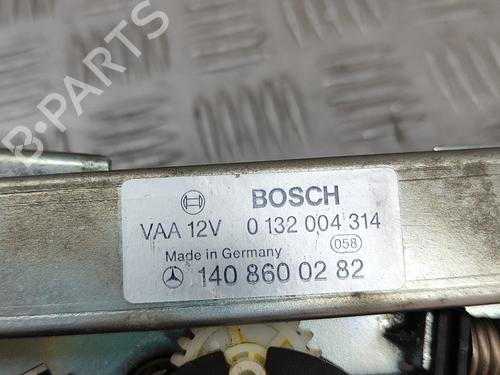 B-PARTS
BOSCH
VAA 12V 0 132 004 314
Made in Germany 058
140 860 02 82